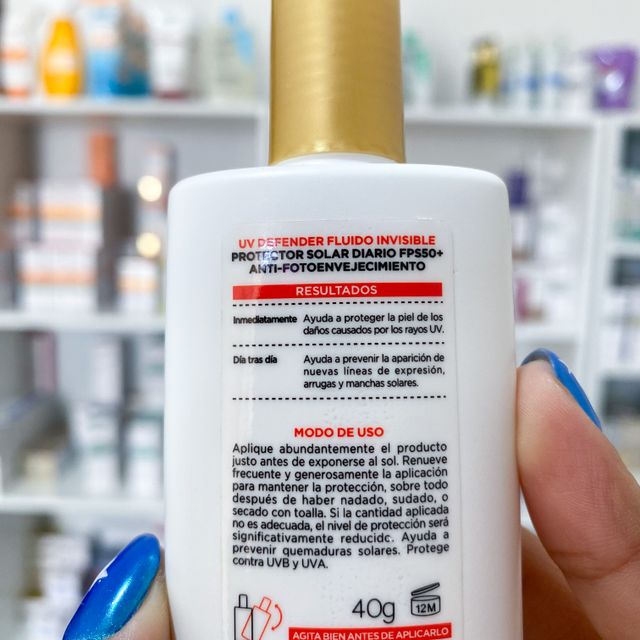 UV DEFENDER FLUIDO INVISIBLE
PROTECTOR SOLAR DIARIO FPS50+
ANTI-FOTOENVEJECIMIENTO
RESULTADOS
Inmediatamente Ayuda a proteger la piel de los
daños causados por los rayos UV.
Día tras día Ayuda a prevenir la aparición de
nuevas líneas de expresión,
arrugas y manchas solares.
MODO DE USO
Aplique abundantemente el producto
justo antes de exponerse al sol. Renueve
frecuente y generosamente la aplicación
para mantener la protección, sobre todo
después de haber nadado, sudado, o
secado con toalla. Si la cantidad aplicada
no es adecuada, el nivel de protección será
significativamente reducido. Ayuda a
prevenir quemaduras solares. Protege
contra UVB y UVA.
40g 12M
AGITA BIEN ANTES DE APLICARLO